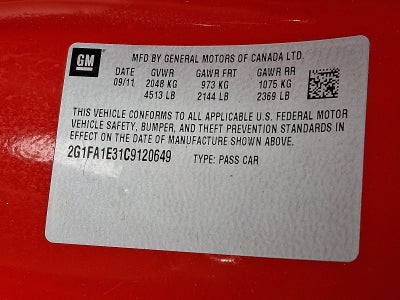 GM
MFD BY GENERAL MOTORS OF CANADA LTD.
DATE GVWR GAWR FRT GAWR RR
09/11 2048 KG 973 KG 1075 KG
4513 LB 2144 LB 2369 LB
THIS VEHICLE CONFORMS TO ALL APPLICABLE U.S. FEDERAL MOTOR
VEHICLE SAFETY, BUMPER, AND THEFT PREVENTION STANDARDS IN
EFFECT ON THE DATE OF MANUFACTURE SHOWN ABOVE.
2G1FA1E31C9120649 TYPE: PASS CAR